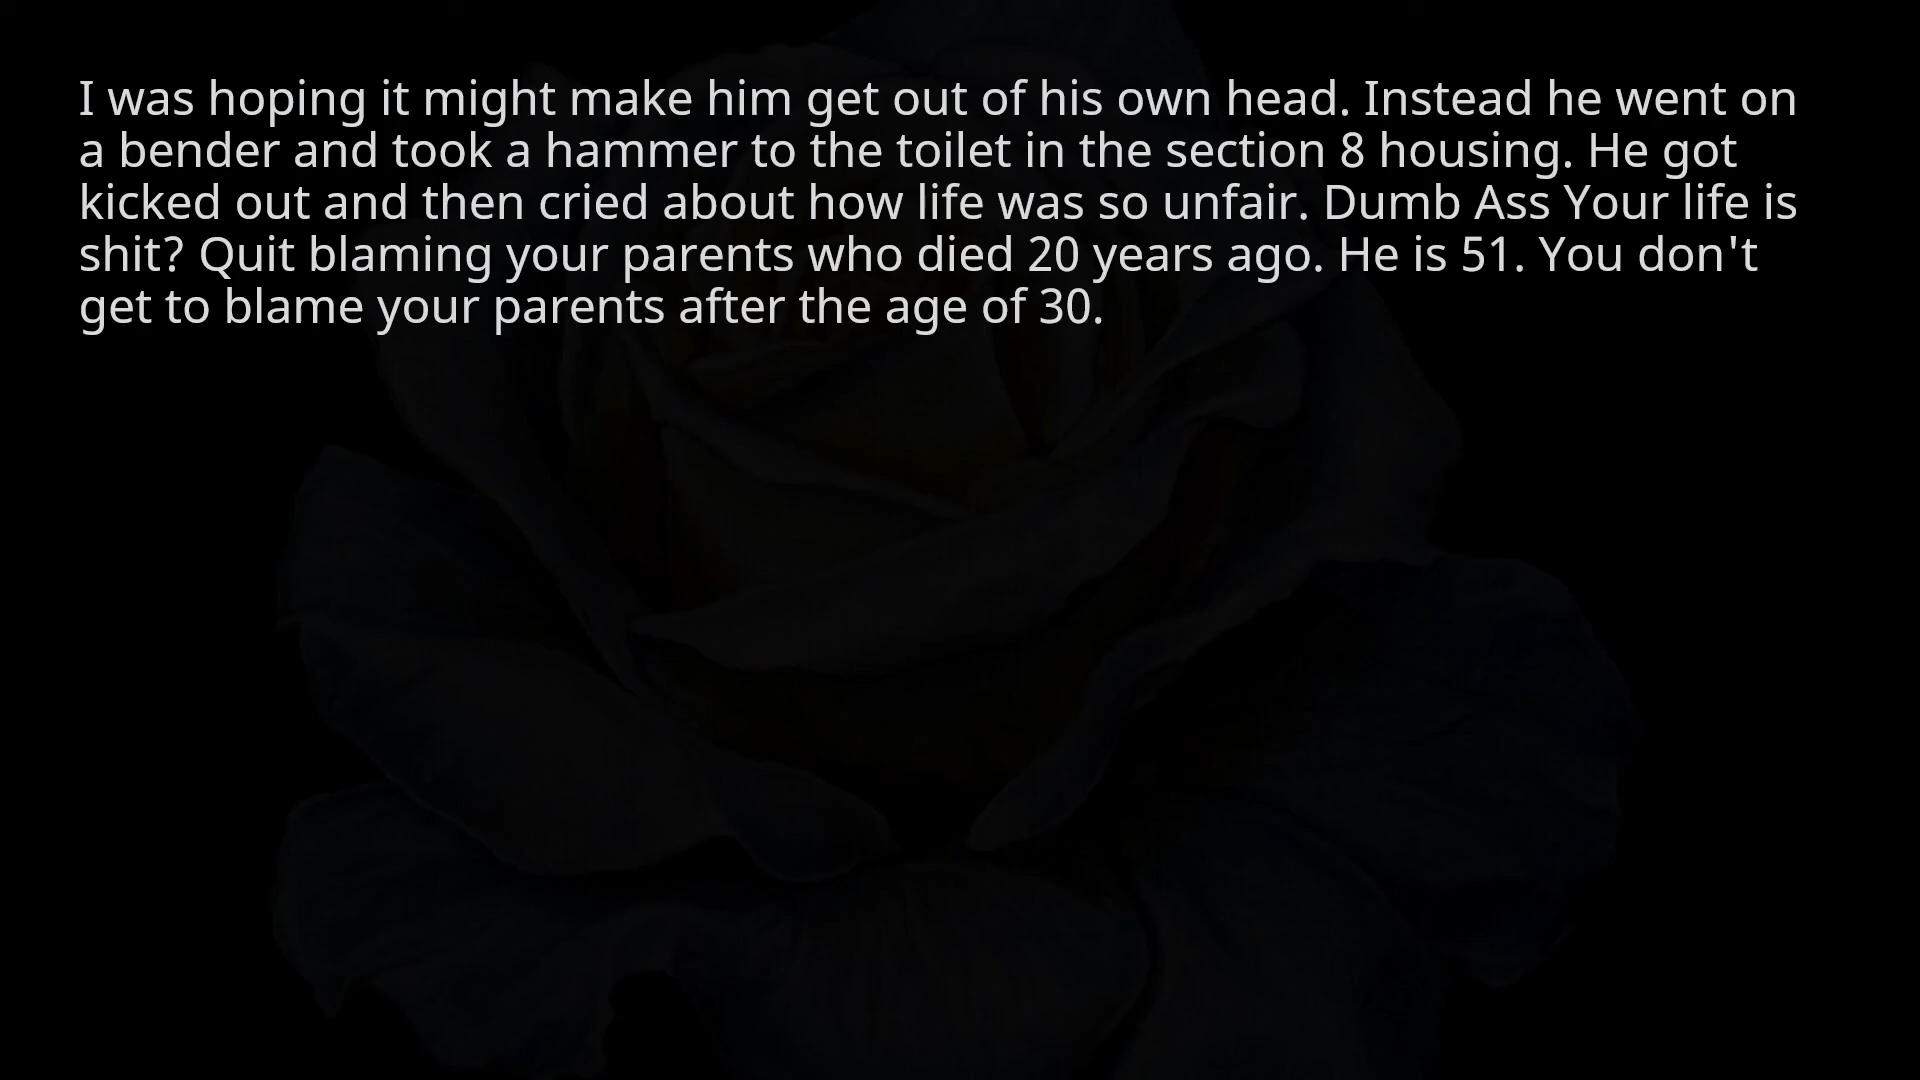 I was hoping it might make him get out of his own head. Instead he went on
a bender and took a hammer to the toilet in the section 8 housing. He got
kicked out and then cried about how life was so unfair. Dumb Ass Your life is
shit? Quit blaming your parents who died 20 years ago. He is 51. You don't
get to blame your parents after the age of 30.